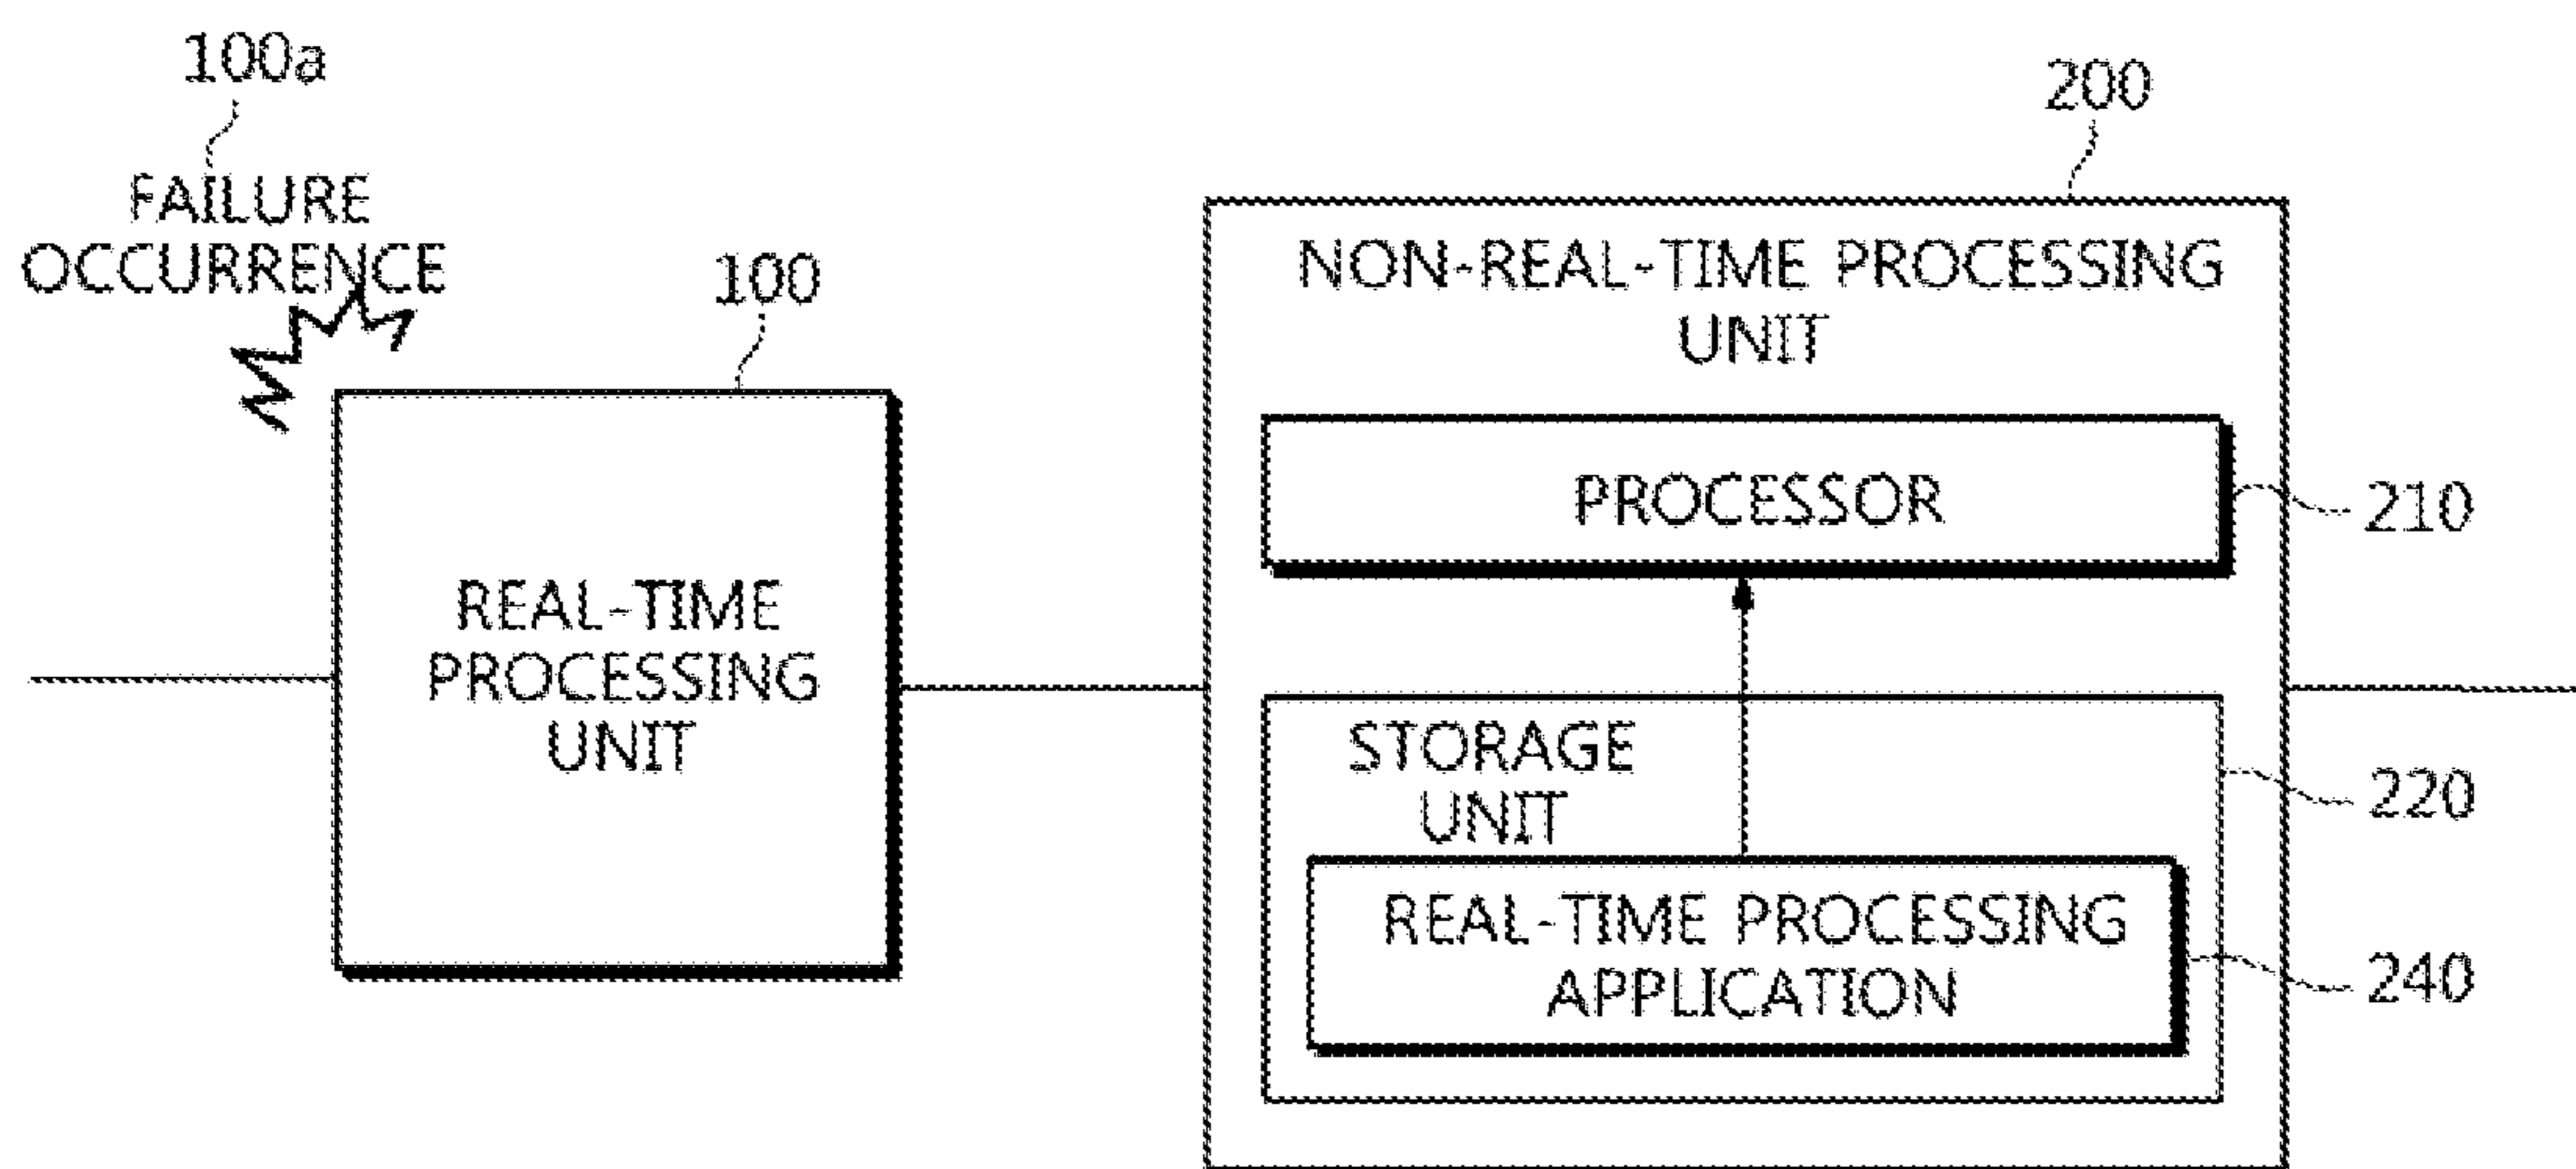 100a
FAILURE
OCCURRENCE
100
REAL-TIME
PROCESSING
UNIT
200
NON-REAL-TIME PROCESSING
UNIT
PROCESSOR
210
STORAGE
UNIT
220
REAL-TIME PROCESSING
APPLICATION
240